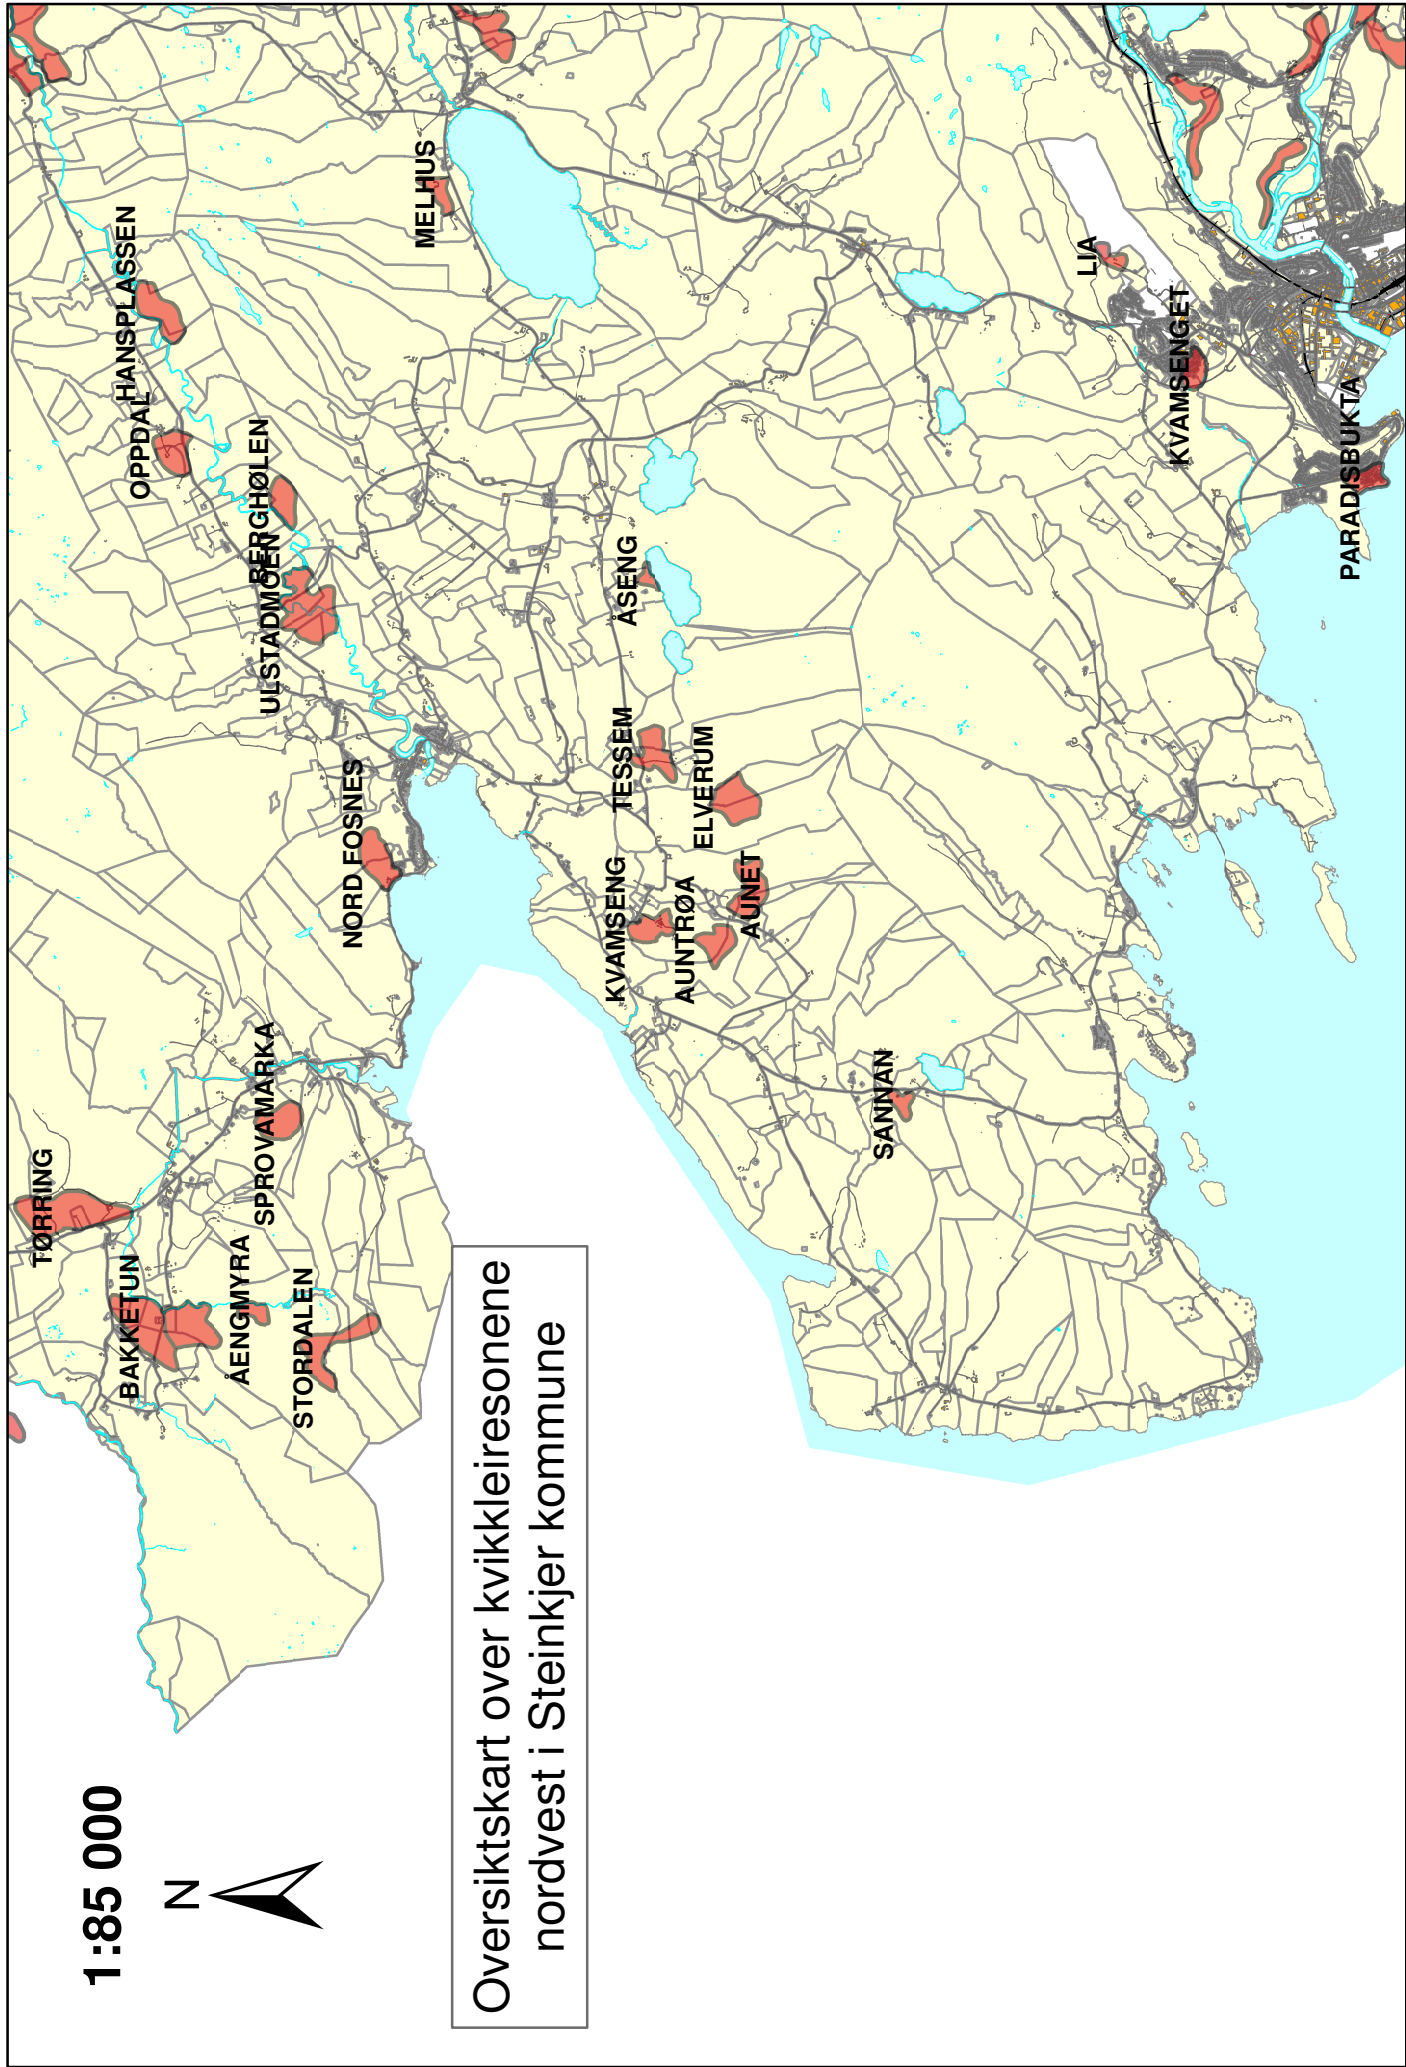 1:85 000
N
Oversiktskart over kvikkleiresonene
nordvest i Steinkjer kommune
TØRRING
BAKKETUN
ÅENGMYRA
STORDALEN
SPROVAMARKA
NORD FOSNES
ULSTADMOEN
BERGHØLEN
OPPDAL
HANSPLASSEN
MELHUS
ÅSENG
TESSEM
ELVERUM
KVAMSENG
AUNTRØA
AUNET
SANNAN
LIA
KVAMSENGET
PARADISBUKTA